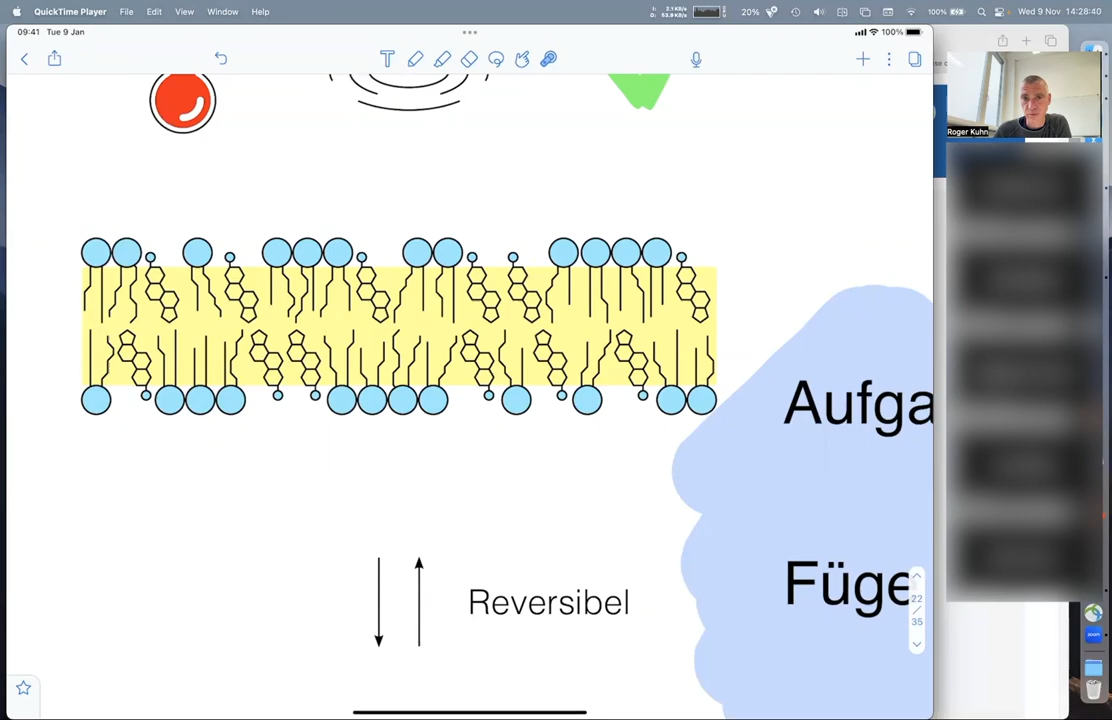 QuickTime Player File Edit View Window Help
20%
100%
Wed 9 Nov 14:28:40
09:41 Tue 9 Jan
100%
Roger Kuhn
Aufga
Reversibel
Füge
22
/
35
zoom